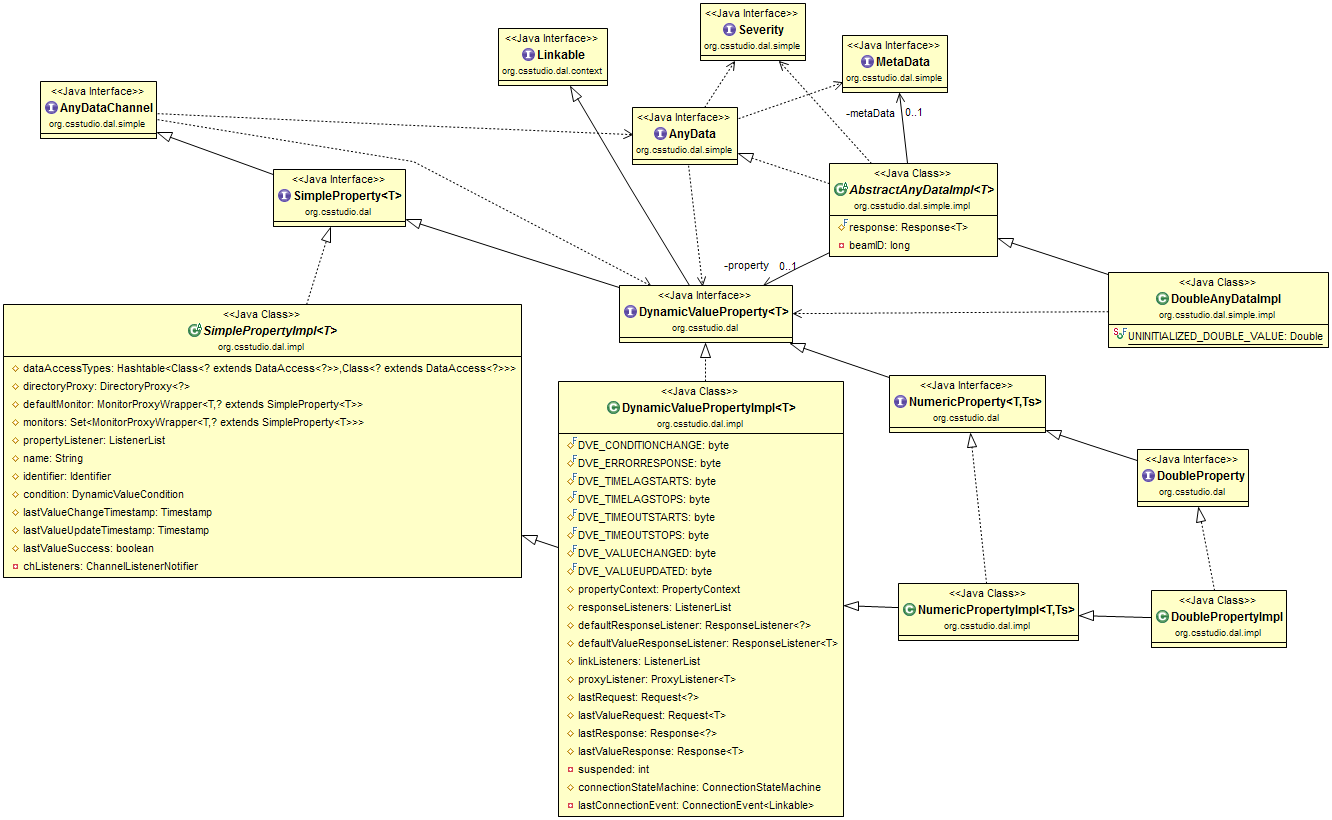 <<Java Interface>>
Severity
org.csstudio.dal.simple
<<Java Interface>>
Linkable
org.csstudio.dal.context
<<Java Interface>>
MetaData
org.csstudio.dal.simple
<<Java Interface>>
AnyDataChannel
org.csstudio.dal.simple
<<Java Interface>>
AnyData
org.csstudio.dal.simple
-metaData 0..1
<<Java Interface>>
SimpleProperty<T>
org.csstudio.dal
<<Java Class>>
AbstractAnyDataImpl<T>
org.csstudio.dal.simple.impl
response: Response<T>
beamID: long
-property 0..1
<<Java Class>>
DoubleAnyDataImpl
org.csstudio.dal.simple.impl
UNINITIALIZED_DOUBLE_VALUE: Double
<<Java Interface>>
DynamicValueProperty<T>
org.csstudio.dal
<<Java Class>>
SimplePropertyImpl<T>
org.csstudio.dal.impl
dataAccessTypes: Hashtable<Class<? extends DataAccess<?>>,Class<? extends DataAccess<?>>>
directoryProxy: DirectoryProxy<?>
defaultMonitor: MonitorProxyWrapper<T,? extends SimpleProperty<T>>
monitors: Set<MonitorProxyWrapper<T,? extends SimpleProperty<T>>>
propertyListener: ListenerList
name: String
identifier: Identifier
condition: DynamicValueCondition
lastValueChangeTimestamp: Timestamp
lastValueUpdateTimestamp: Timestamp
lastValueSuccess: boolean
chListeners: ChannelListenerNotifier
<<Java Class>>
DynamicValuePropertyImpl<T>
org.csstudio.dal.impl
DVE_CONDITIONCHANGE: byte
DVE_ERRORRESPONSE: byte
DVE_TIMELAGSTARTS: byte
DVE_TIMELAGSTOPS: byte
DVE_TIMEOUTSTARTS: byte
DVE_TIMEOUTSTOPS: byte
DVE_VALUECHANGED: byte
DVE_VALUEUPDATED: byte
propertyContext: PropertyContext
responseListeners: ListenerList
defaultResponseListener: ResponseListener<?>
defaultValueResponseListener: ResponseListener<T>
linkListeners: ListenerList
proxyListener: ProxyListener<T>
lastRequest: Request<?>
lastValueRequest: Request<T>
lastResponse: Response<?>
lastValueResponse: Response<T>
suspended: int
connectionStateMachine: ConnectionStateMachine
lastConnectionEvent: ConnectionEvent<Linkable>
<<Java Interface>>
NumericProperty<T,Ts>
org.csstudio.dal
<<Java Interface>>
DoubleProperty
org.csstudio.dal
<<Java Class>>
NumericPropertyImpl<T,Ts>
org.csstudio.dal.impl
<<Java Class>>
DoublePropertyImpl
org.csstudio.dal.impl